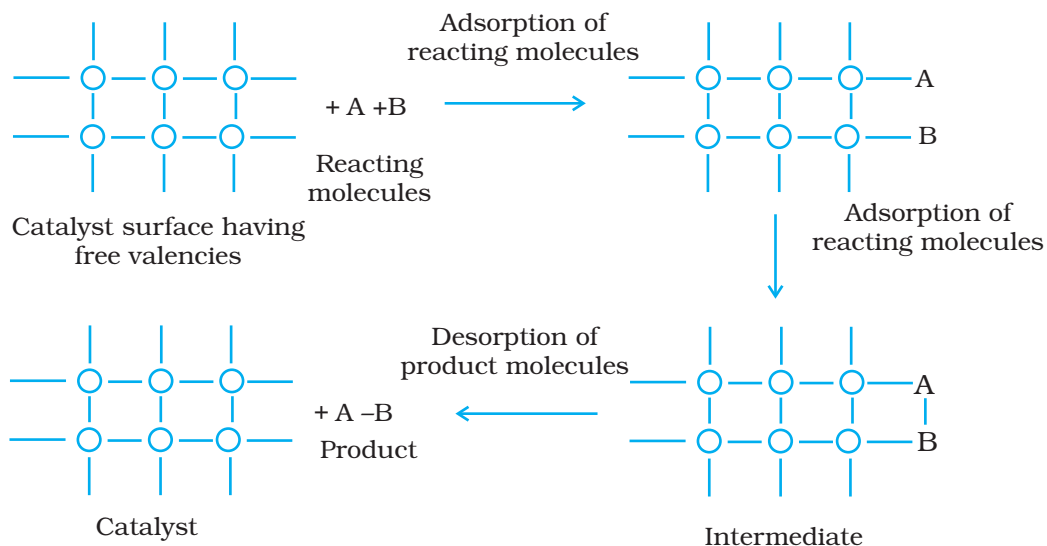 Adsorption of
reacting molecules
+ A +B
A
B
Reacting
molecules
Catalyst surface having
free valencies
Adsorption of
reacting molecules
Desorption of
product molecules
+ A –B
Product
A
B
Catalyst
Intermediate